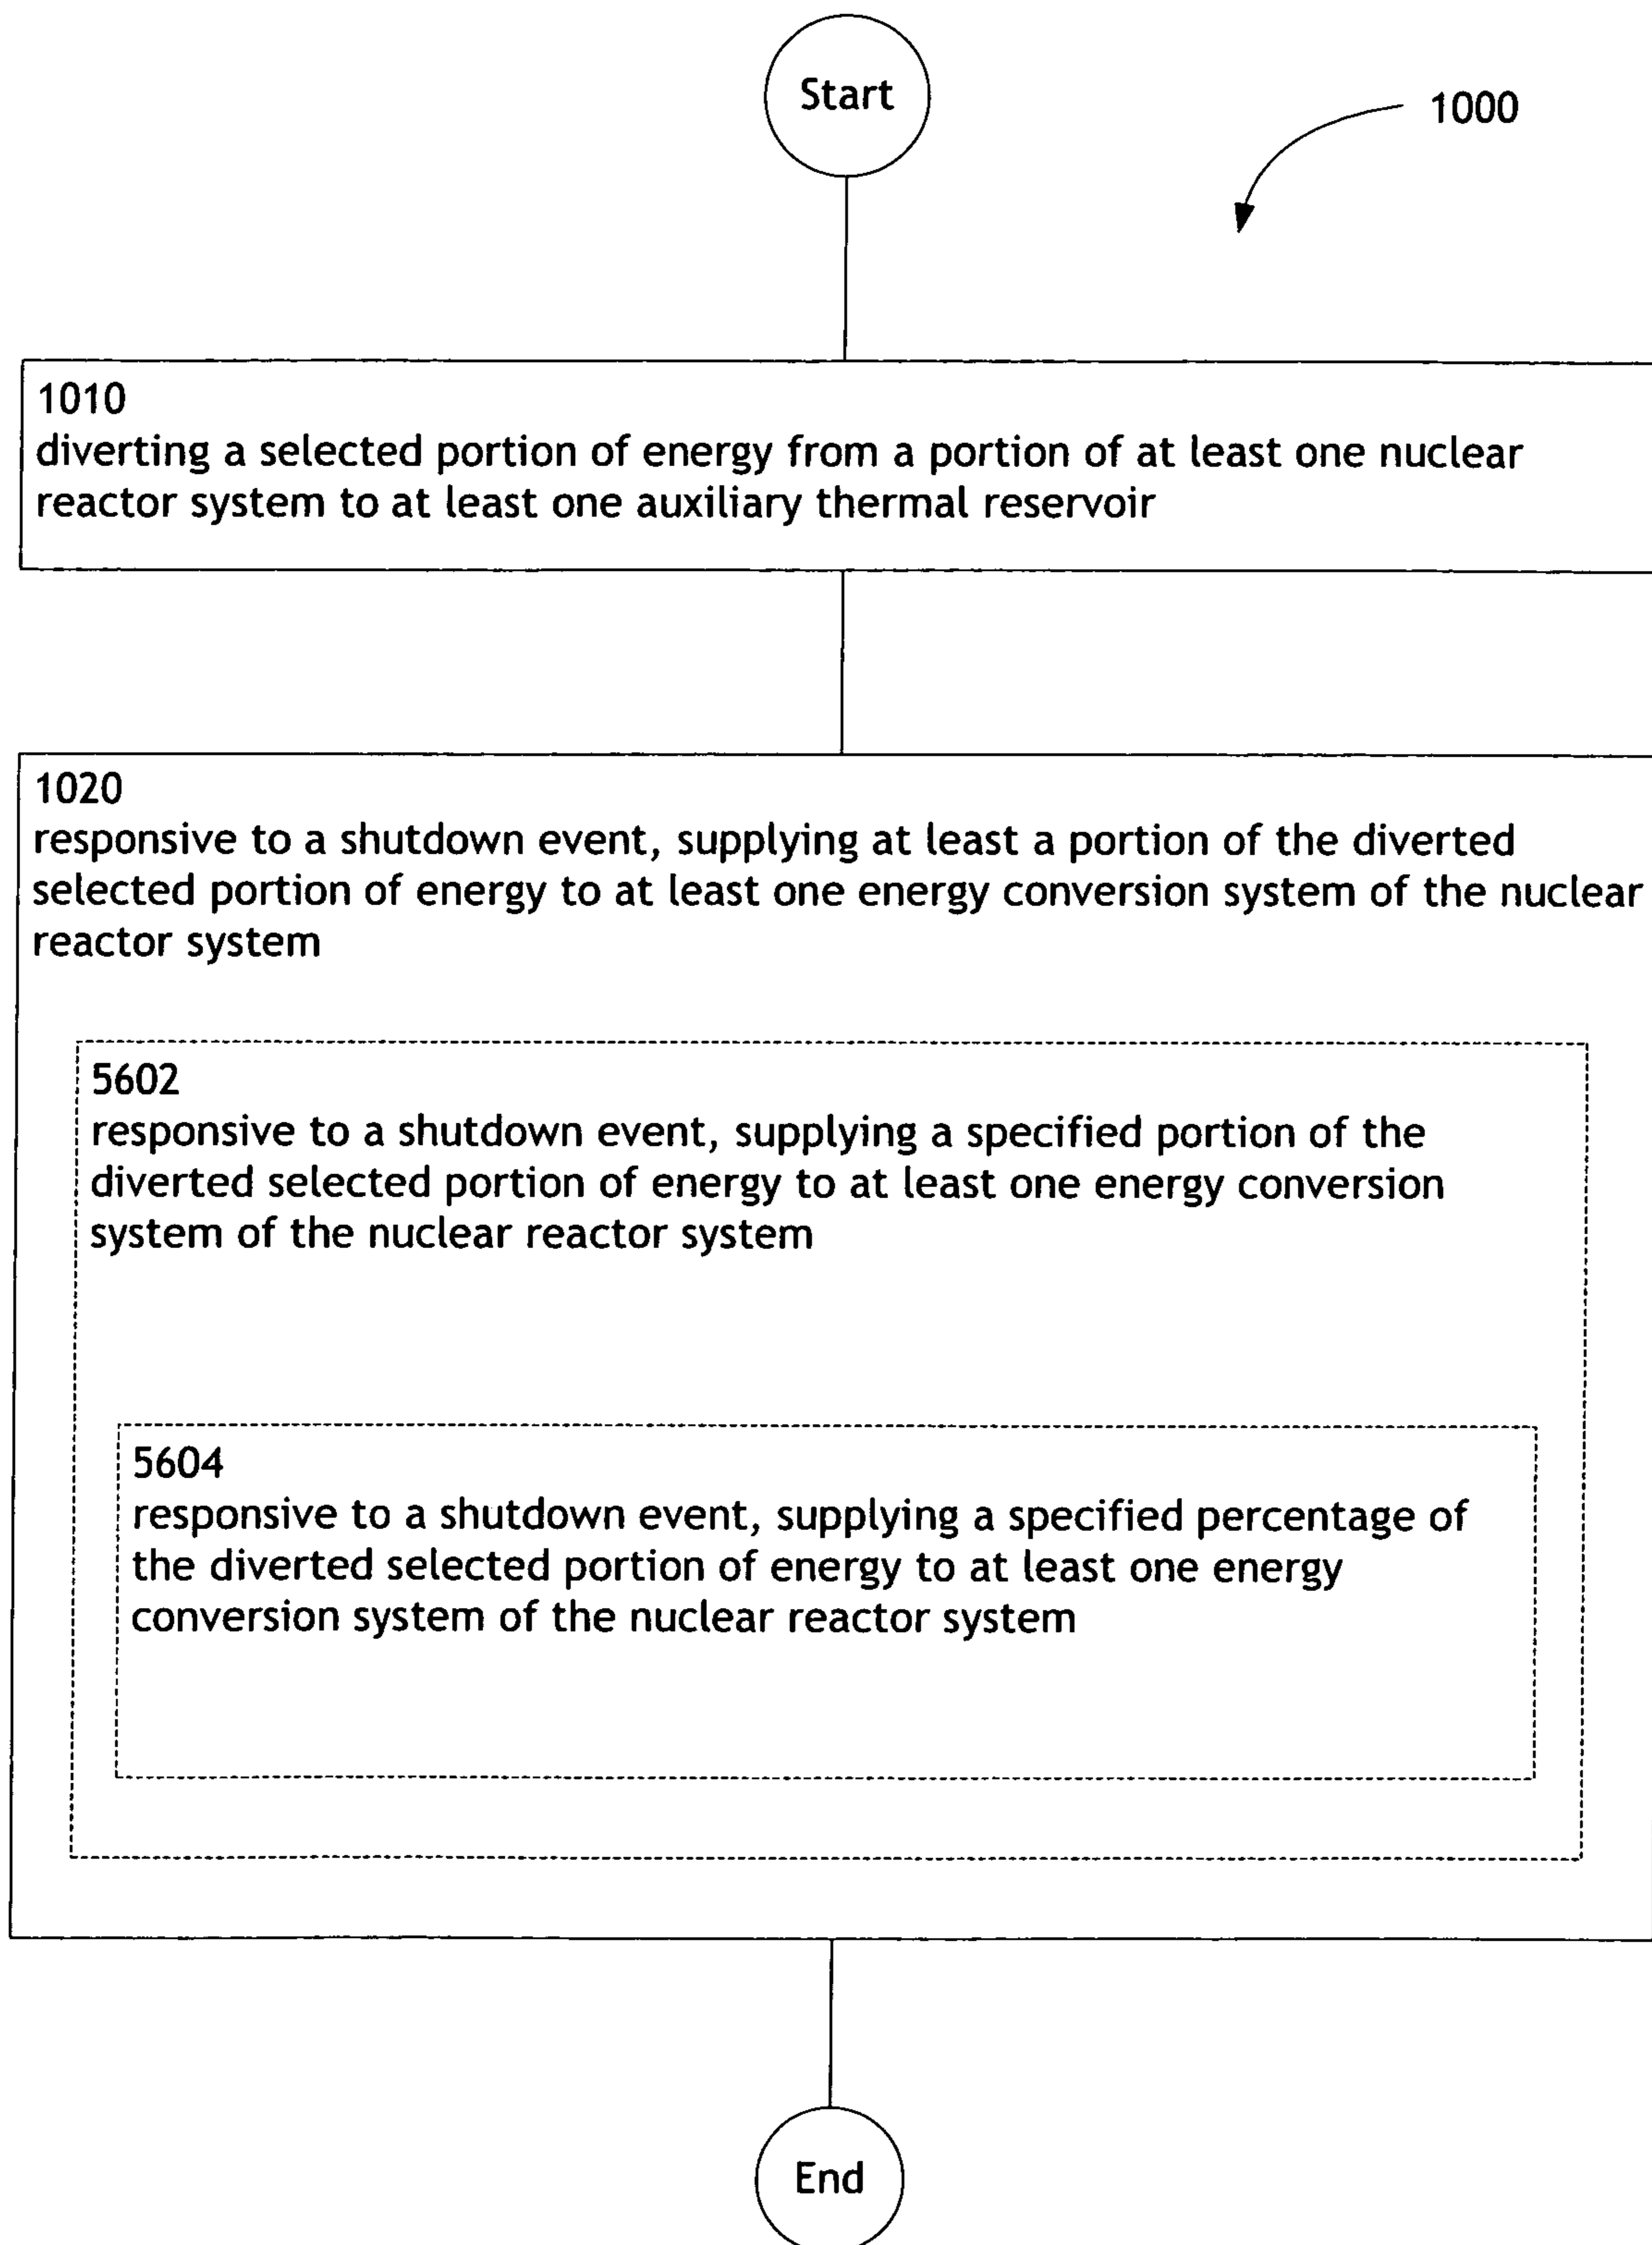 Start
1000
1010
diverting a selected portion of energy from a portion of at least one nuclear
reactor system to at least one auxiliary thermal reservoir
1020
responsive to a shutdown event, supplying at least a portion of the diverted
selected portion of energy to at least one energy conversion system of the nuclear
reactor system
5602
responsive to a shutdown event, supplying a specified portion of the
diverted selected portion of energy to at least one energy conversion
system of the nuclear reactor system
5604
responsive to a shutdown event, supplying a specified percentage of
the diverted selected portion of energy to at least one energy
conversion system of the nuclear reactor system
End